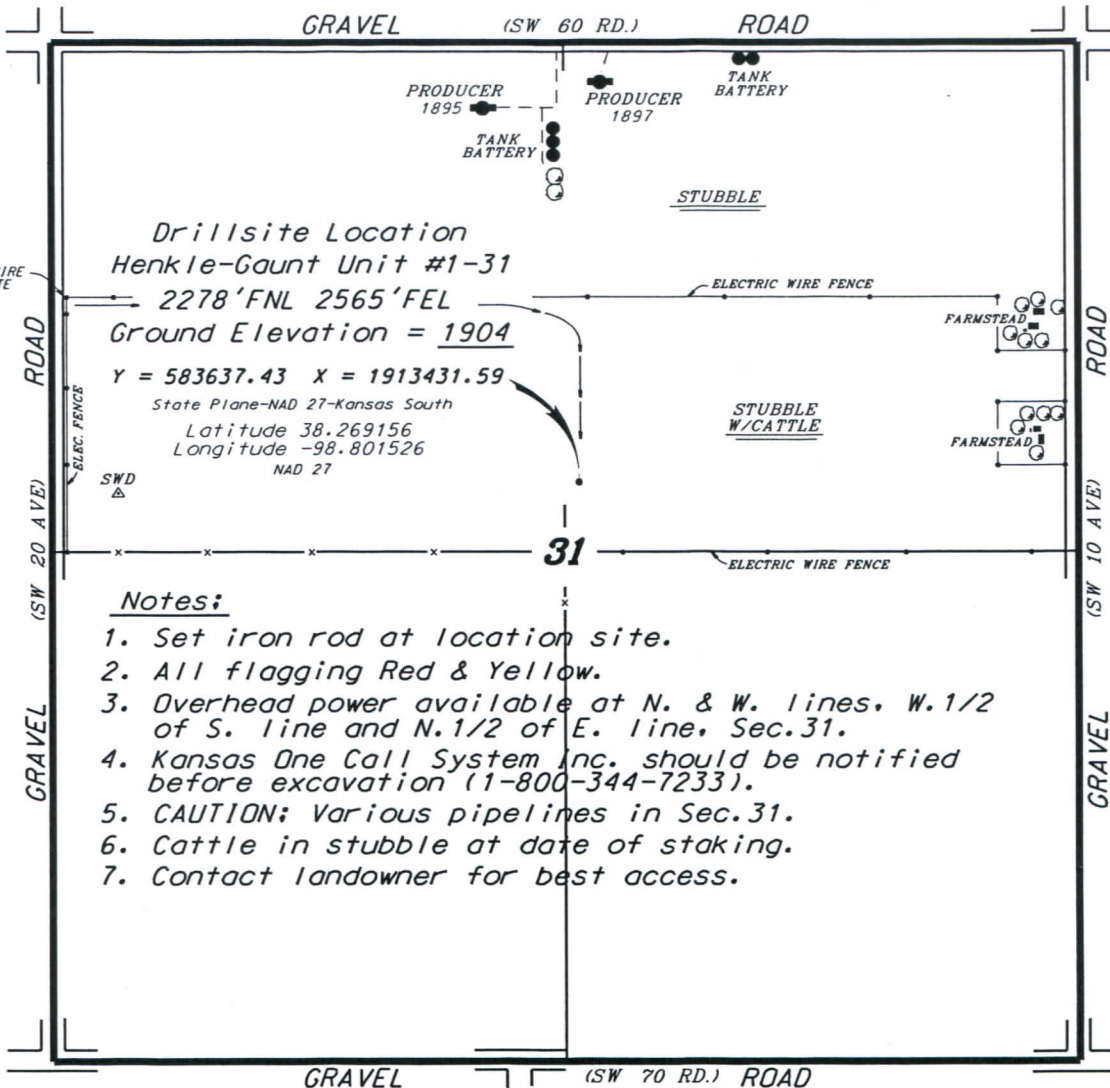 GRAVEL (SW 60 RD.) ROAD
PRODUCER
1895
PRODUCER
1897
TANK
BATTERY
TANK
BATTERY
STUBBLE
Drillsite Location
Henkle-Gaunt Unit #1-31
2278'FNL 2565'FEL
Ground Elevation = 1904
Y = 583637.43 X = 1913431.59
State Plane-NAD 27-Kansas South
Latitude 38.269156
Longitude -98.801526
NAD 27
ELECTRIC WIRE FENCE
FARMSTEAD
STUBBLE
W/CATTLE
FARMSTEAD
ELEC. FENCE
SWD
31
ELECTRIC WIRE FENCE
GRAVEL (SW 20 AVE) ROAD
GRAVEL (SW 10 AVE) ROAD
Notes:
1. Set iron rod at location site.
2. All flagging Red & Yellow.
3. Overhead power available at N. & W. lines, W.1/2
of S. line and N.1/2 of E. line, Sec.31.
4. Kansas One Call System Inc. should be notified
before excavation (1-800-344-7233).
5. CAUTION: Various pipelines in Sec.31.
6. Cattle in stubble at date of staking.
7. Contact landowner for best access.
GRAVEL (SW 70 RD.) ROAD